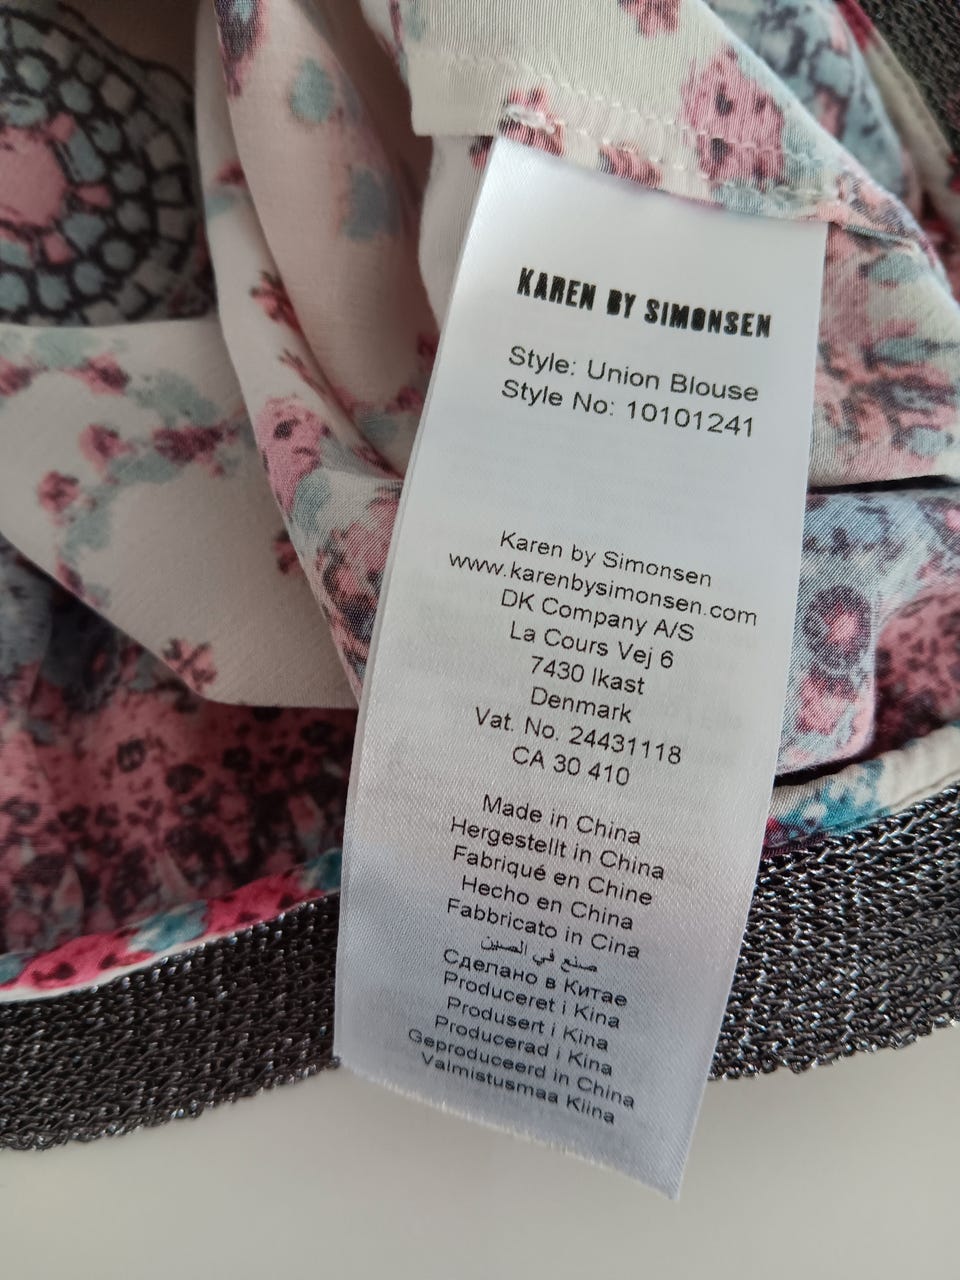 KAREN BY SIMONSEN
Style: Union Blouse
Style No: 10101241
Karen by Simonsen
www.karenbysimonsen.com
DK Company A/S
La Cours Vej 6
7430 Ikast
Denmark
Vat. No. 24431118
CA 30 410
Made in China
Hergestellt in China
Fabriqué en Chine
Hecho en China
Fabbricato in Cina
صنع في الصين
Сделано в Китае
Produceret i Kina
Produsert i Kina
Producerad i Kina
Geproduceerd in China
Valmistusmaa Kiina